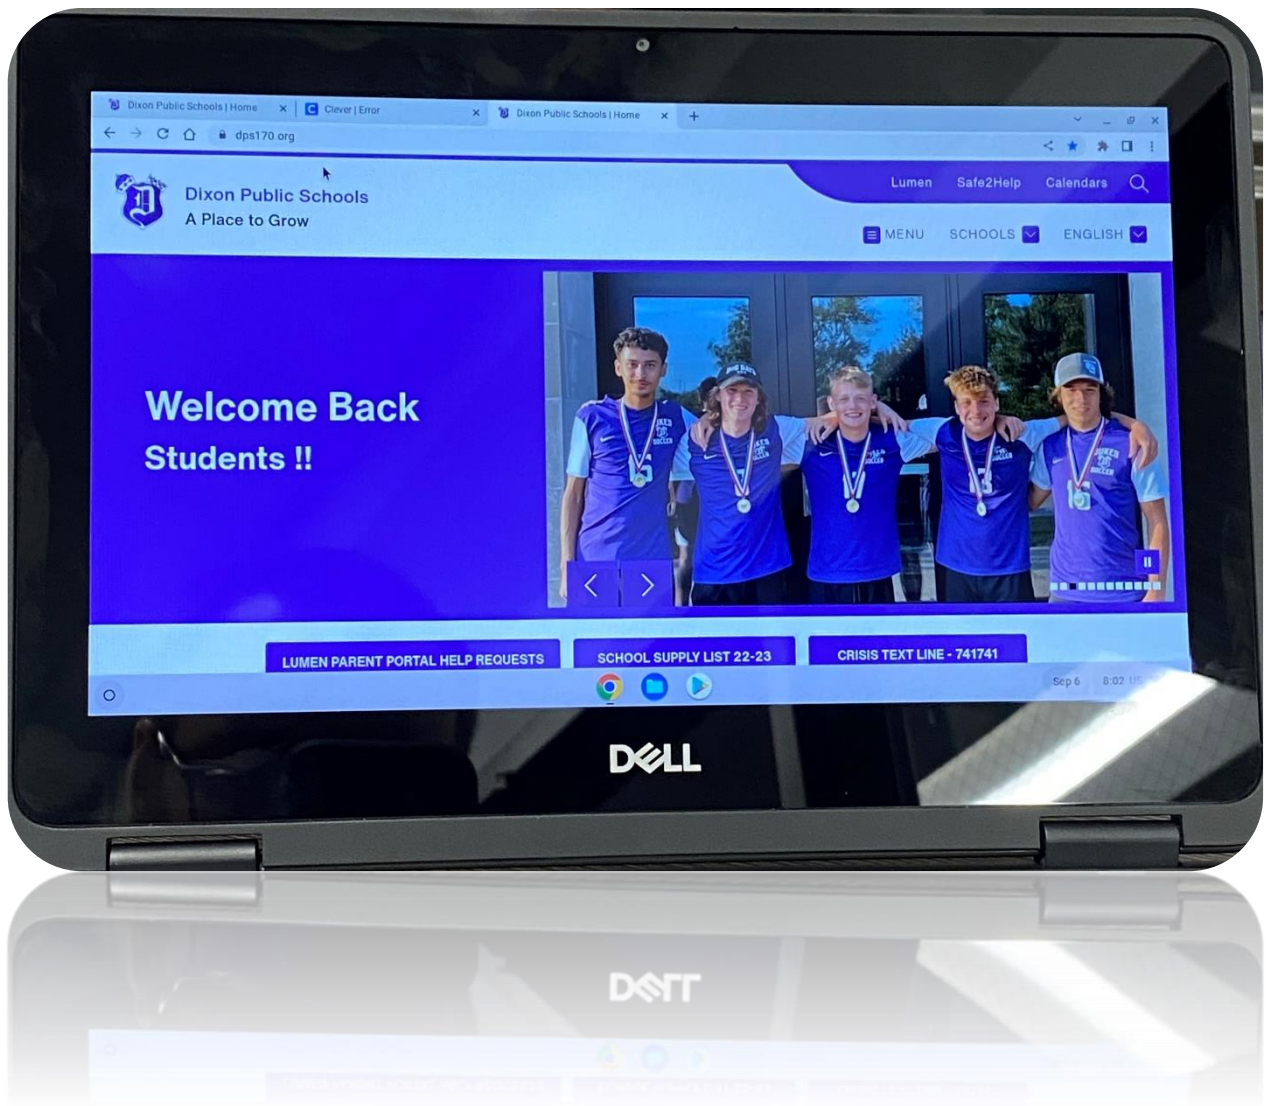 Dixon Public Schools | Home
Clever | Error
Dixon Public Schools | Home
dps170.org
Dixon Public Schools
A Place to Grow
Lumen
Safe2Help
Calendars
MENU
SCHOOLS
ENGLISH
Welcome Back
Students !!
LUMEN PARENT PORTAL HELP REQUESTS
SCHOOL SUPPLY LIST 22-23
CRISIS TEXT LINE - 741741
Sep 6
8:02
DELL